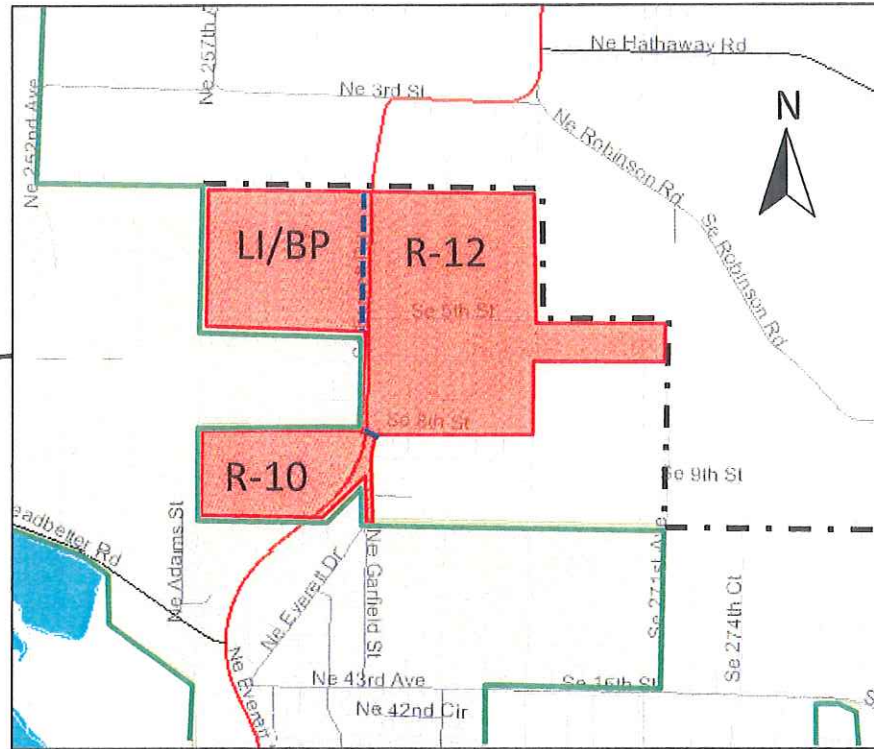 Ne 257th A
Ne Hathaway Rd
Ne 3rd St
Ne 252nd Ave
N
Ne Robinson Rd
Se Robinson Rd
LI/BP
R-12
Se 5th St
Se 8th St
R-10
Se 9th St
eadbetter Rd
Ne Adams St
Ne Everett Dr
Ne Garfield St
Se 271st Ave
Se 274th Ct
Ne 43rd Ave
Se 15th St
S
Ne 42nd Cir